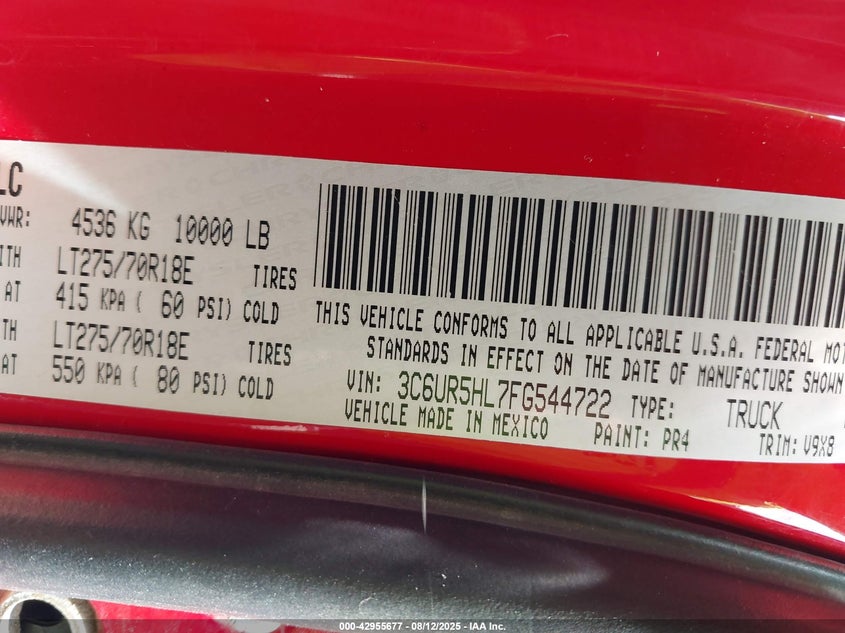 LC
VWR: 4536 KG 10000 LB
ITH LT275/70R18E TIRES
AT 415 KPA ( 60 PSI) COLD
TH LT275/70R18E TIRES
AT 550 KPA ( 80 PSI) COLD
THIS VEHICLE CONFORMS TO ALL APPLICABLE U.S.A. FEDERAL MOT
STANDARDS IN EFFECT ON THE DATE OF MANUFACTURE SHOWN
VIN: 3C6UR5HL7FG544722 TYPE: TRUCK
VEHICLE MADE IN MEXICO PAINT: PR4 TRIM: V9X8
000-42955677 - 08/12/2025 - IAA Inc.